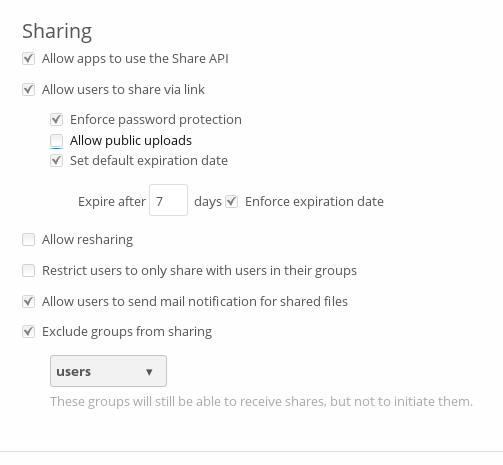 Sharing
Allow apps to use the Share API
Allow users to share via link
Enforce password protection
Allow public uploads
Set default expiration date
Expire after 7 days Enforce expiration date
Allow resharing
Restrict users to only share with users in their groups
Allow users to send mail notification for shared files
Exclude groups from sharing
users
These groups will still be able to receive shares, but not to initiate them.